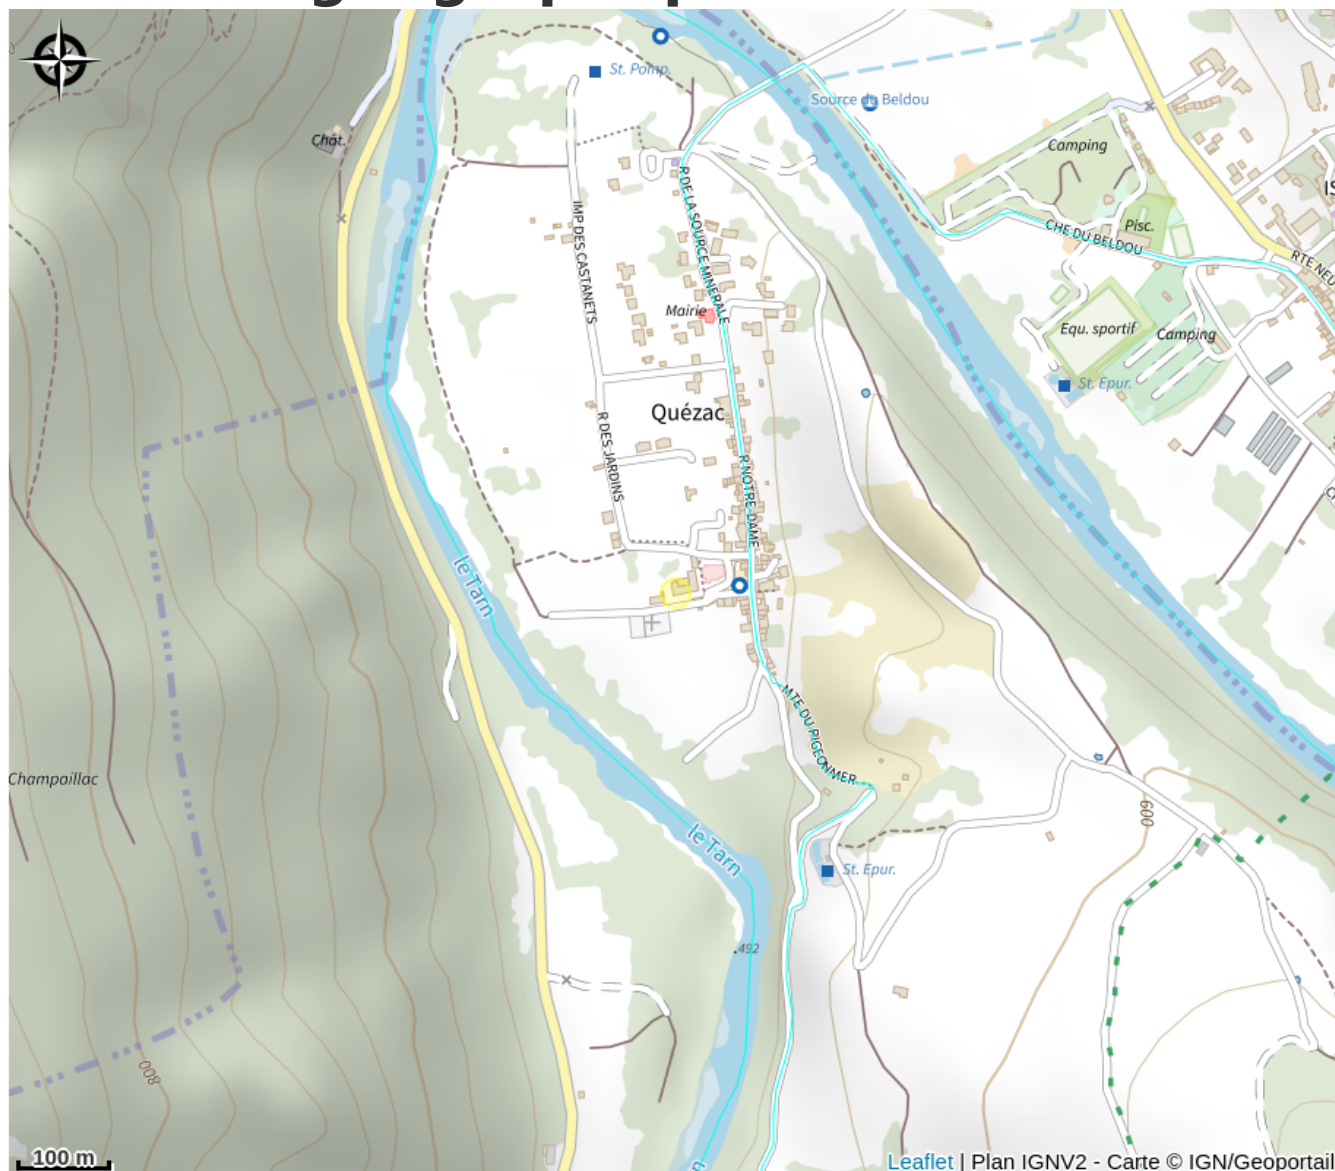 St. Pomp.
Source du Beldou
Chât.
Camping
Pisc.
CHE DU BELDOU
RTE NEU
IS
R DE LA SOURCE MINERALE
IMP DES CASTANETS
Mairie
Equ. sportif
Camping
St. Epur.
Quézac
R DES JARDINS
R NOTRE-DAME
le Tarn
MTE DU PIGEONNIER
Champaillac
600
le Tarn
St. Epur.
.492
800
100 m
Leaflet | Plan IGNV2 - Carte © IGN/Geoportail